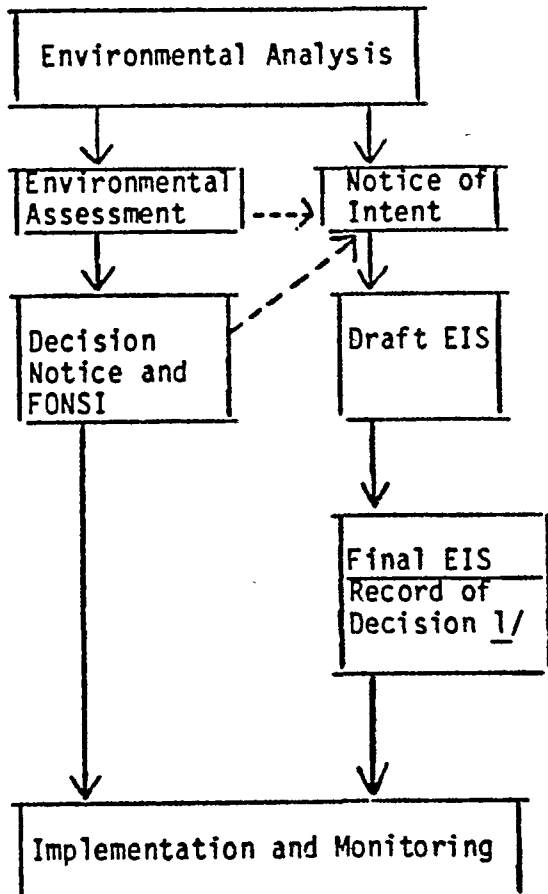 Environmental Analysis
Environmental
Assessment
Notice of
Intent
Decision
Notice and
FONSI
Draft EIS
Final EIS
Record of
Decision 1/
Implementation and Monitoring